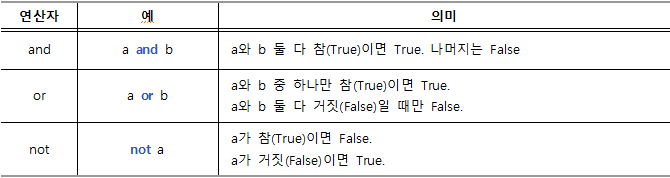 연산자 예 의미
and a and b a와 b 둘 다 참(True)이면 True. 나머지는 False
or a or b a와 b 중 하나만 참(True)이면 True.
a와 b 둘 다 거짓(False)일 때만 False.
not not a a가 참(True)이면 False.
a가 거짓(False)이면 True.